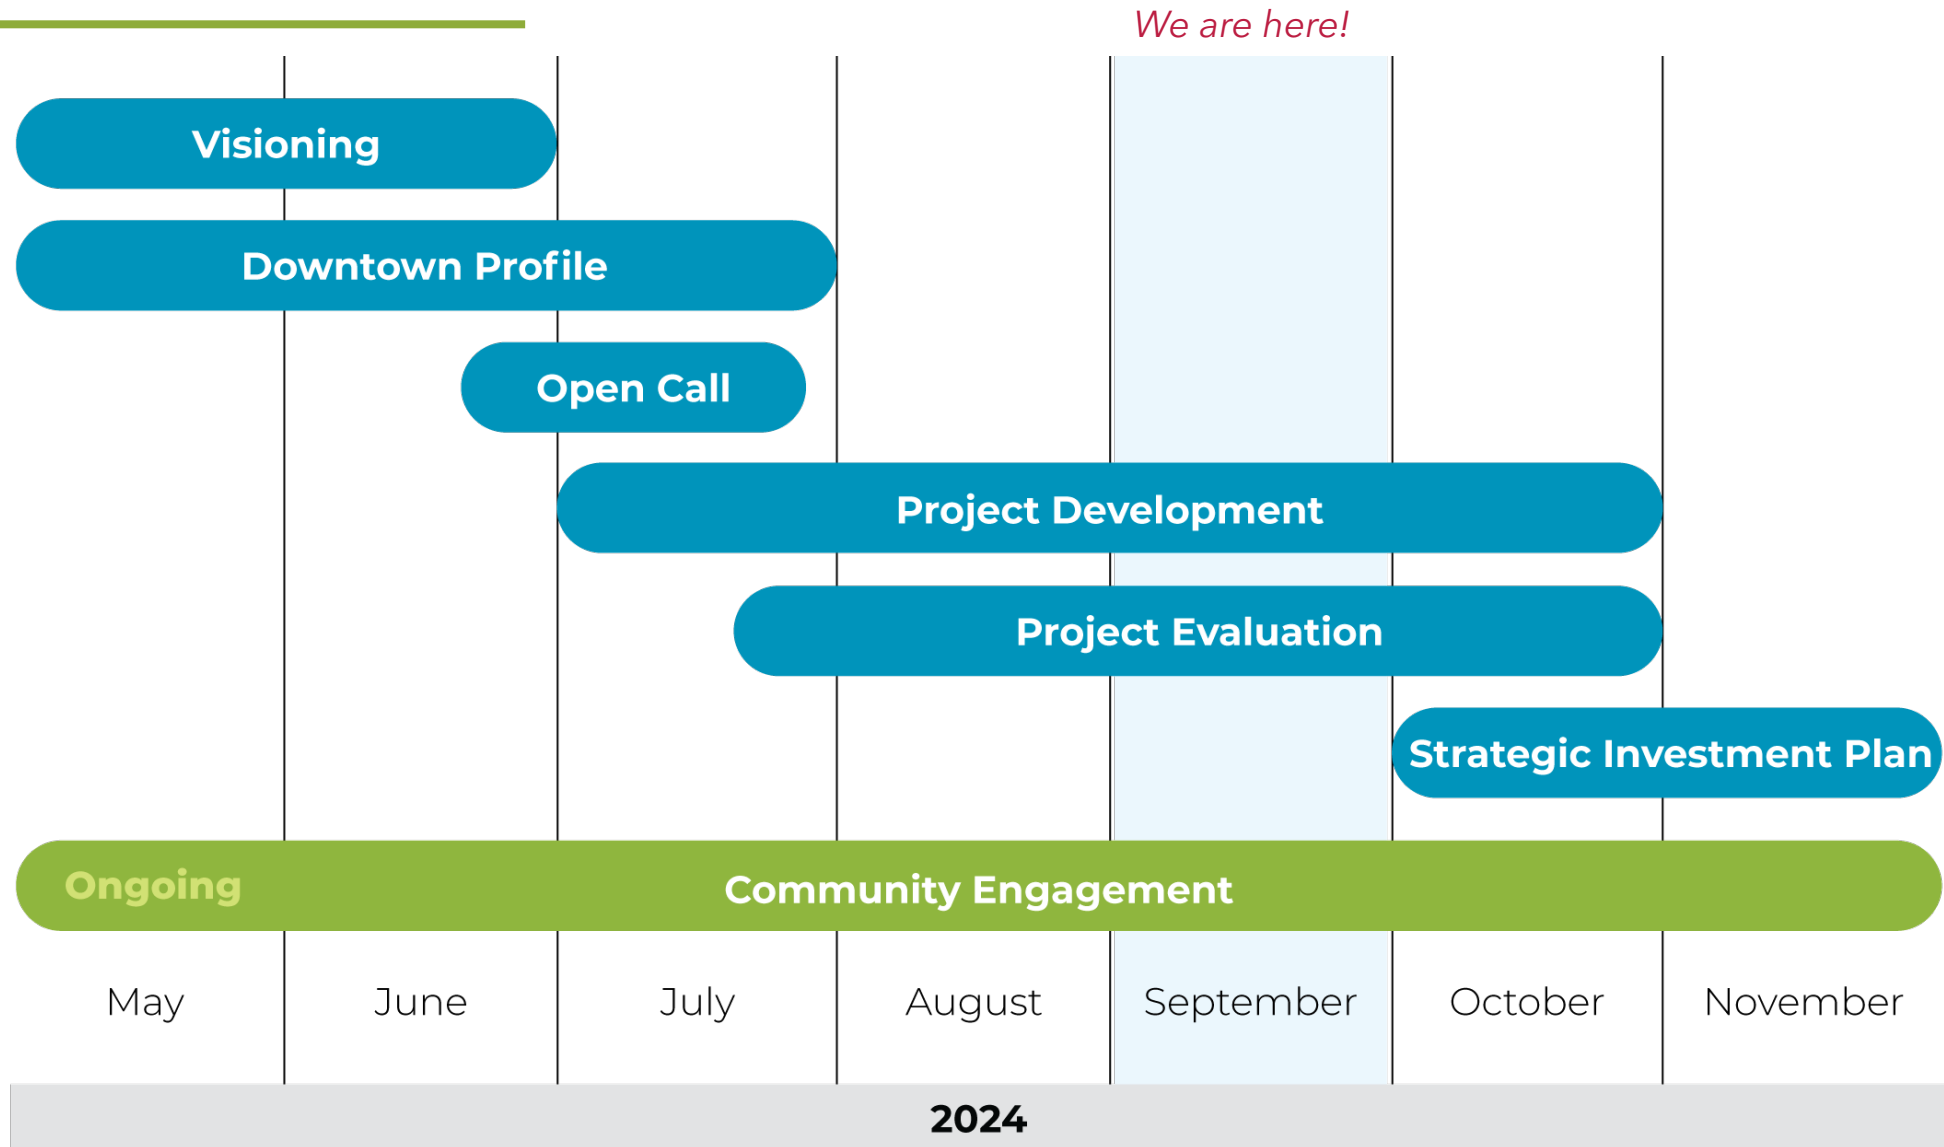 We are here!
Visioning
Downtown Profile
Open Call
Project Development
Project Evaluation
Strategic Investment Plan
Ongoing Community Engagement
May June July August September October November
2024